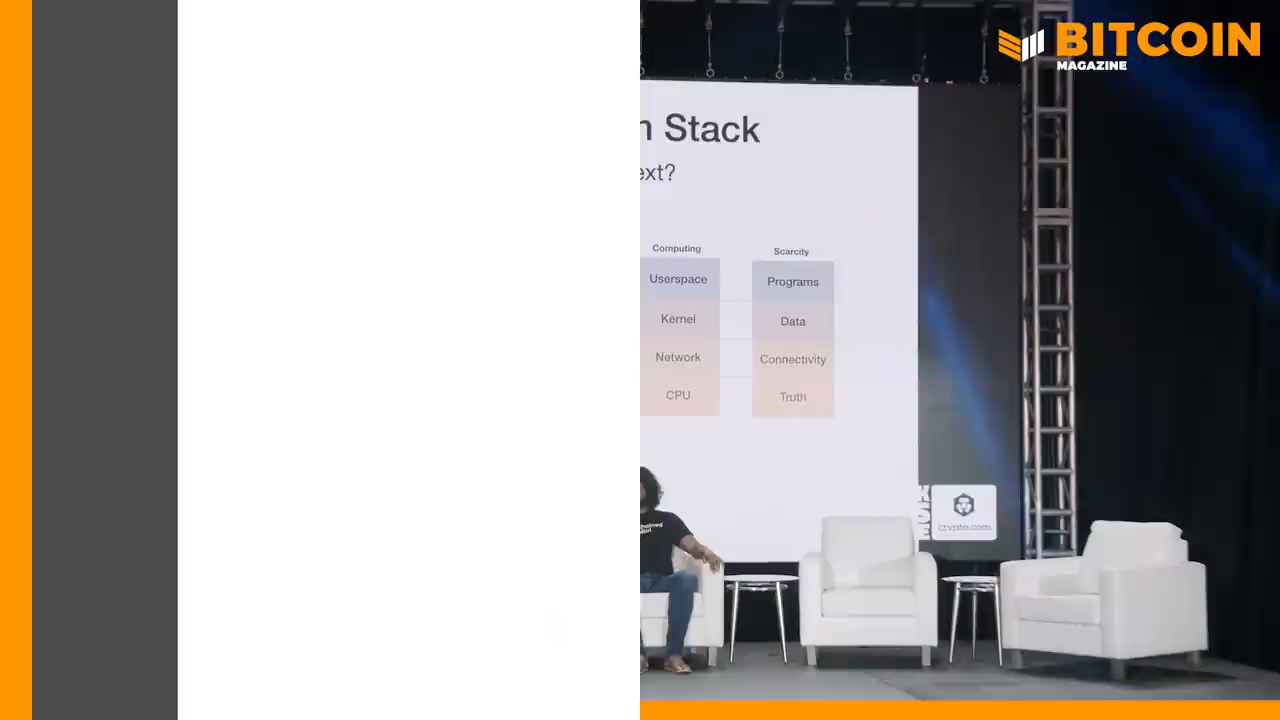 BITCOIN
MAGAZINE
Stack
ext?
Computing
Scarcity
Userspace
Programs
Kernel
Data
Network
Connectivity
CPU
Truth
crypto.com